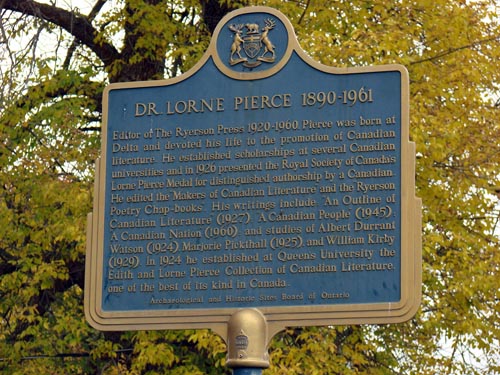 DR. LORNE PIERCE 1890-1961
Editor of The Ryerson Press 1920-1960, Pierce was born at
Delta and devoted his life to the promotion of Canadian
literature. He established scholarships at several Canadian
universities and in 1926 presented the Royal Society of Canada's
Lorne Pierce Medal for distinguished authorship by a Canadian.
He edited the "Makers of Canadian Literature" and the "Ryerson
Poetry Chap-books". His writings include "An Outline of
Canadian Literature" (1927), "A Canadian People" (1945),
"A Canadian Nation" (1960), and studies of Albert Durrant
Watson (1924), Marjorie Pickthall (1925), and William Kirby
(1929). In 1924 he established at Queen's University the
Edith and Lorne Pierce Collection of Canadian Literature,
one of the best of its kind in Canada.
Archaeological and Historic Sites Board of Ontario